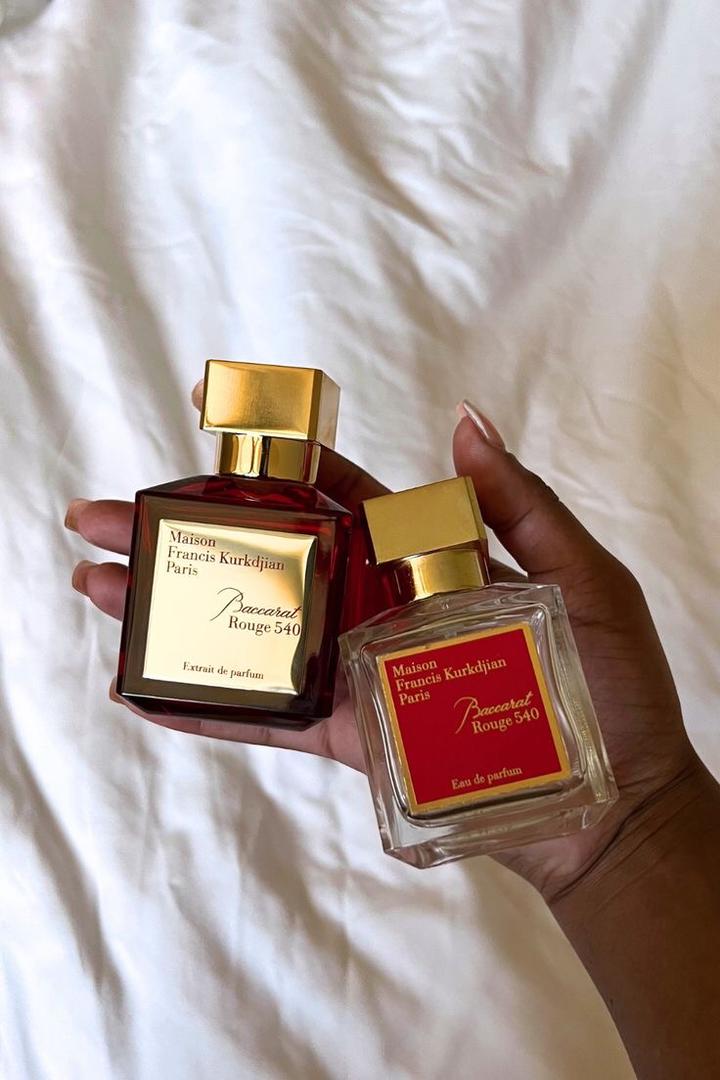 Maison
Francis Kurkdjian
Paris
Baccarat
Rouge 540
Extrait de parfum
Maison
Francis Kurkdjian
Paris
Baccarat
Rouge 540
Eau de parfum